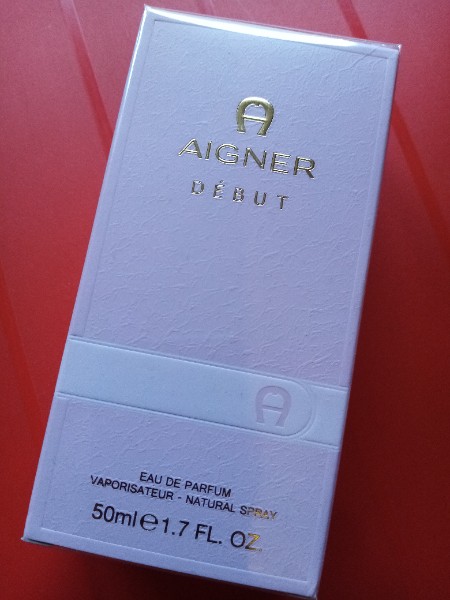 AIGNER
DÉBUT
EAU DE PARFUM
VAPORISATEUR - NATURAL SPRAY
50ml e 1.7 FL. OZ.